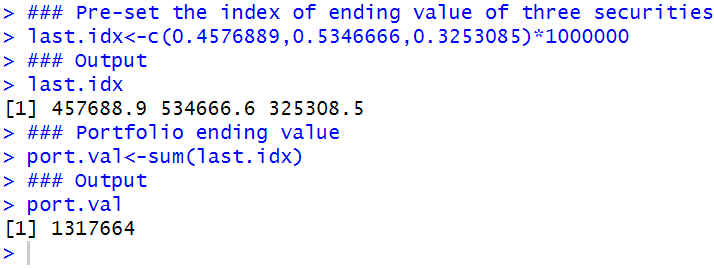 > ### Pre-set the index of ending value of three securities
> last.idx<-c(0.4576889,0.5346666,0.3253085)*1000000
> ### Output
> last.idx
[1] 457688.9 534666.6 325308.5
> ### Portfolio ending value
> port.val<-sum(last.idx)
> ### Output
> port.val
[1] 1317664
>